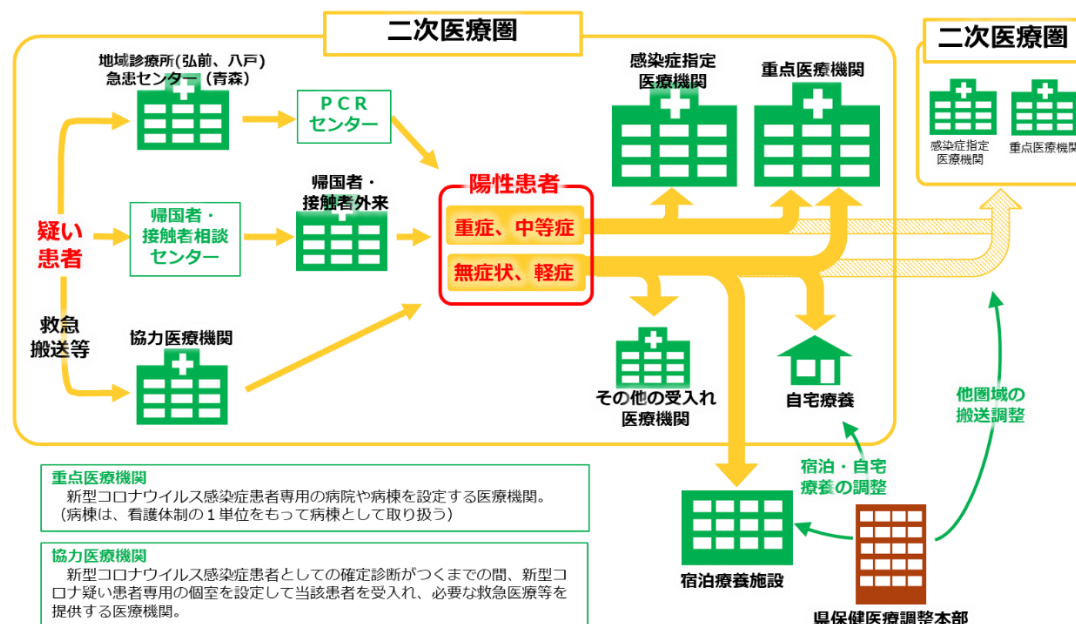 二次医療圏
地域診療所(弘前、八戸)
急患センター（青森）
ＰＣＲ
センター
感染症指定
医療機関
重点医療機関
二次医療圏
感染症指定
医療機関
重点医療機関
疑い
患者
帰国者・
接触者相談
センター
帰国者・
接触者外来
陽性患者
重症、中等症
無症状、軽症
救急
搬送等
協力医療機関
その他の受入れ
医療機関
自宅療養
他圏域の
搬送調整
宿泊・自宅
療養の調整
宿泊療養施設
県保健医療調整本部
重点医療機関
新型コロナウイルス感染症患者専用の病院や病棟を設定する医療機関。
（病棟は、看護体制の１単位をもって病棟として取り扱う）
協力医療機関
新型コロナウイルス感染症患者としての確定診断がつくまでの間、新型コ
ロナ疑い患者専用の個室を設定して当該患者を受入れ、必要な救急医療等を
提供する医療機関。